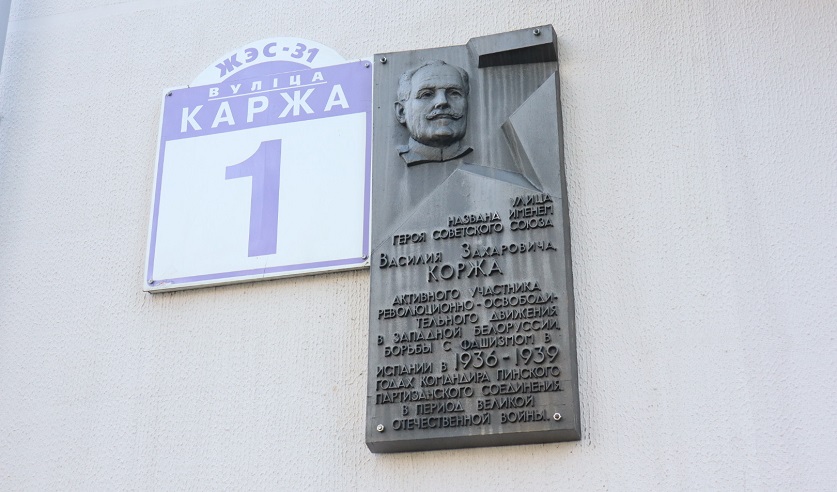 ЖЭС-31
ВУЛІЦА
КАРЖА
1
УЛИЦА
НАЗВАНА ИМЕНЕМ
ГЕРОЯ СОВЕТСКОГО СОЮЗА
ВАСИЛИЯ ЗАХАРОВИЧА
КОРЖА
АКТИВНОГО УЧАСТНИКА
РЕВОЛЮЦИОННО-ОСВОБОДИ-
ТЕЛЬНОГО ДВИЖЕНИЯ
В ЗАПАДНОЙ БЕЛОРУССИИ,
БОРЬБЫ С ФАШИЗМОМ В
ИСПАНИИ В 1936-1939
ГОДАХ КОМАНДИРА ПИНСКОГО
ПАРТИЗАНСКОГО СОЕДИНЕНИЯ
В ПЕРИОД ВЕЛИКОЙ
ОТЕЧЕСТВЕННОЙ ВОЙНЫ.